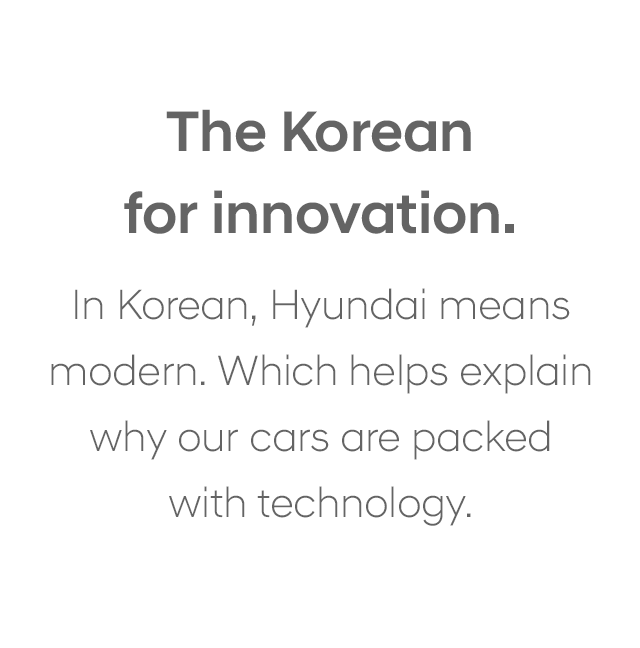 The Korean
for innovation.
In Korean, Hyundai means
modern. Which helps explain
why our cars are packed
with technology.